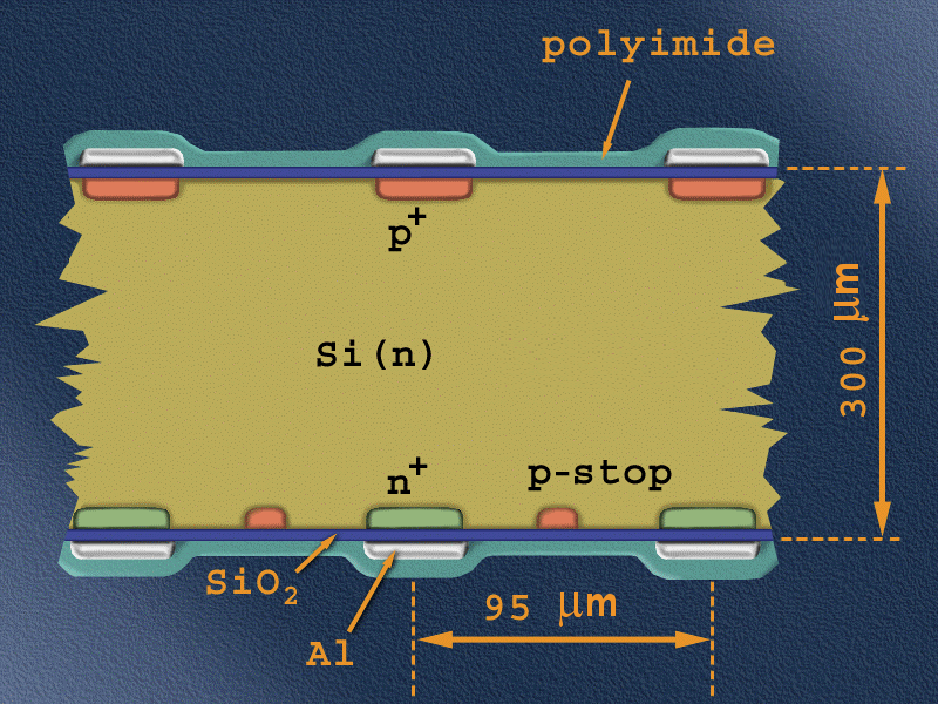 polyimide
p+
300 μm
Si(n)
n+
p-stop
SiO2
95 μm
Al